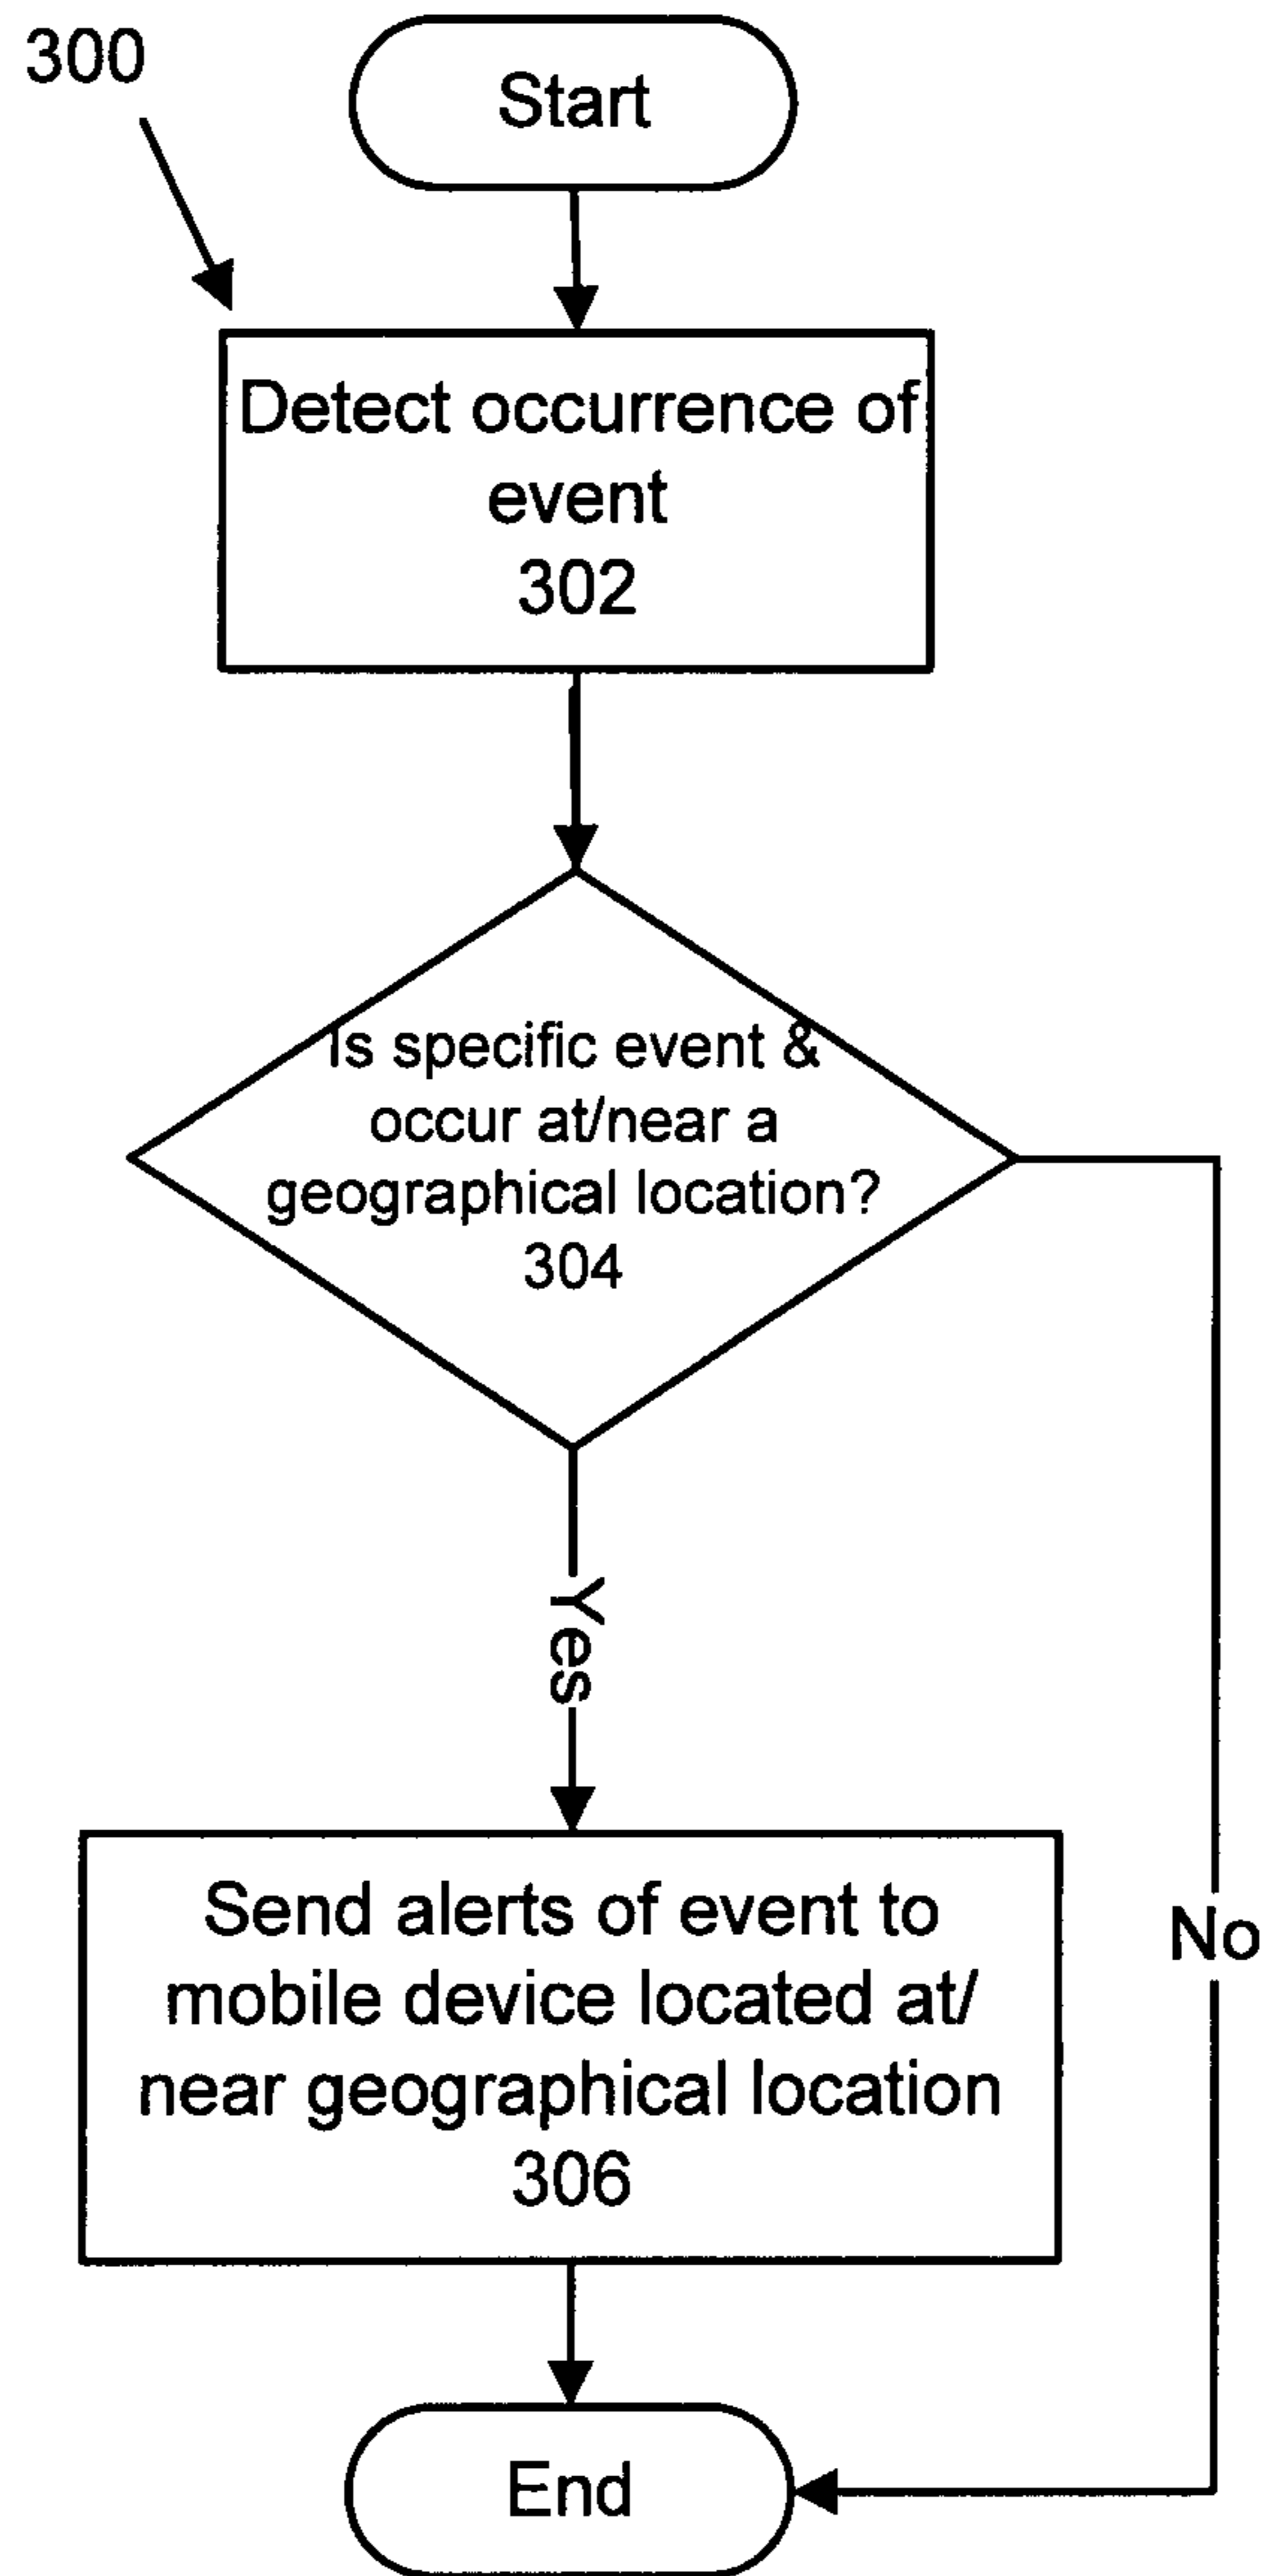 300
Start
Detect occurrence of
event
302
Is specific event &
occur at/near a
geographical location?
304
Yes
Send alerts of event to
mobile device located at/
near geographical location
306
No
End